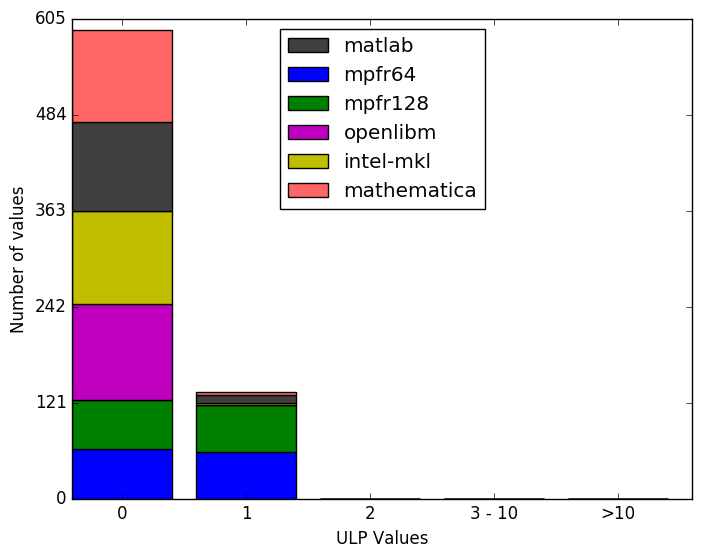 605
484
363
242
121
0
Number of values
matlab
mpfr64
mpfr128
openlibm
intel-mkl
mathematica
0 1 2 3 - 10 >10
ULP Values